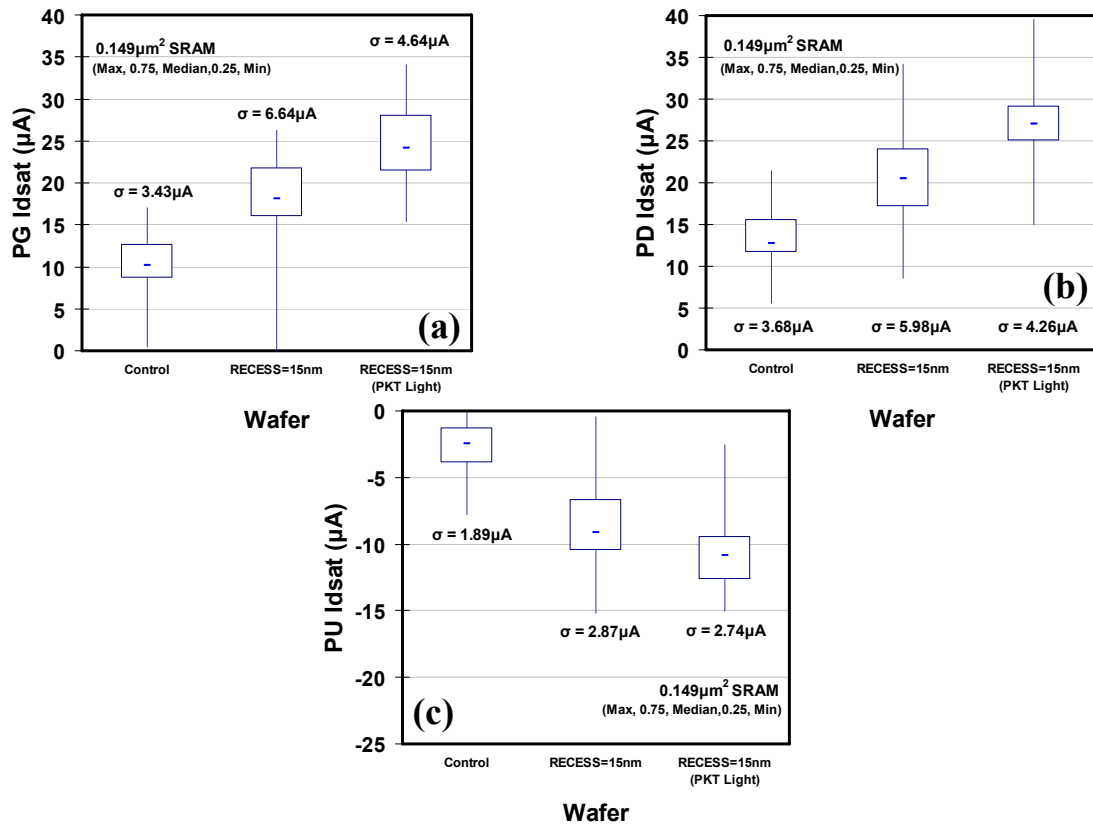 40
35
30
25
20
15
10
5
0
PG Idsat (µA)
0.149µm² SRAM
(Max, 0.75, Median,0.25, Min)
σ = 3.43µA
σ = 6.64µA
σ = 4.64µA
(a)
Control
RECESS=15nm
RECESS=15nm
(PKT Light)
Wafer
40
35
30
25
20
15
10
5
0
PD Idsat (µA)
0.149µm² SRAM
(Max, 0.75, Median,0.25, Min)
σ = 3.68µA
σ = 5.98µA
σ = 4.26µA
(b)
Control
RECESS=15nm
RECESS=15nm
(PKT Light)
Wafer
0
-5
-10
-15
-20
-25
PU Idsat (µA)
σ = 1.89µA
σ = 2.87µA
σ = 2.74µA
0.149µm² SRAM
(Max, 0.75, Median,0.25, Min)
(c)
Control
RECESS=15nm
RECESS=15nm
(PKT Light)
Wafer